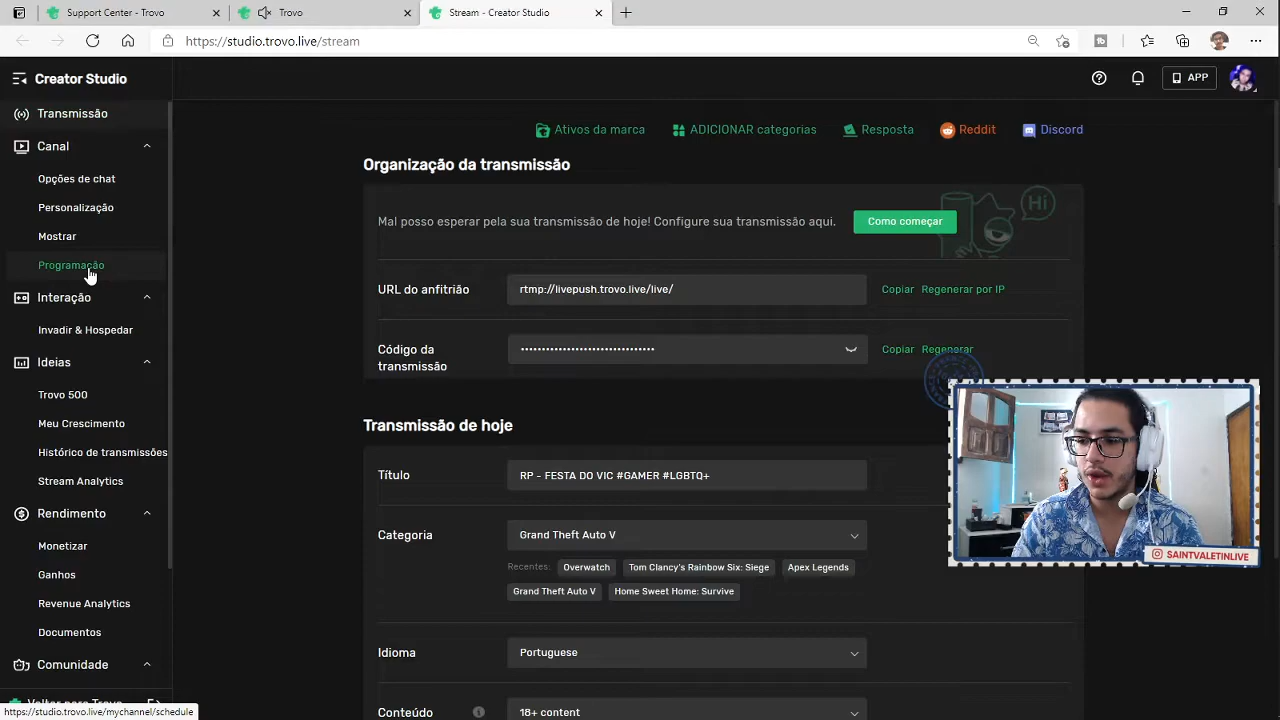 Support Center - Trovo
Trovo
Stream - Creator Studio
https://studio.trovo.live/stream
Creator Studio
APP
Transmissão
Canal
Opções de chat
Personalização
Mostrar
Programação
Interação
Invadir & Hospedar
Ideias
Trovo 500
Meu Crescimento
Histórico de transmissões
Stream Analytics
Rendimento
Monetizar
Ganhos
Revenue Analytics
Documentos
Comunidade
Voltar para Trovo
https://studio.trovo.live/mychannel/schedule
Ativos da marca
ADICIONAR categorias
Resposta
Reddit
Discord
Organização da transmissão
Hi
Mal posso esperar pela sua transmissão de hoje! Configure sua transmissão aqui.
Como começar
URL do anfitrião
rtmp://livepush.trovo.live/live/
Copiar
Regenerar por IP
Código da
transmissão
Copiar
Regenerar
Transmissão de hoje
Título
RP - FESTA DO VIC #GAMER #LGBTQ+
Categoria
Grand Theft Auto V
Recentes:
Overwatch
Tom Clancy's Rainbow Six: Siege
Apex Legends
Grand Theft Auto V
Home Sweet Home: Survive
Idioma
Portuguese
Conteúdo
18+ content
SAINTVALETINLIVE